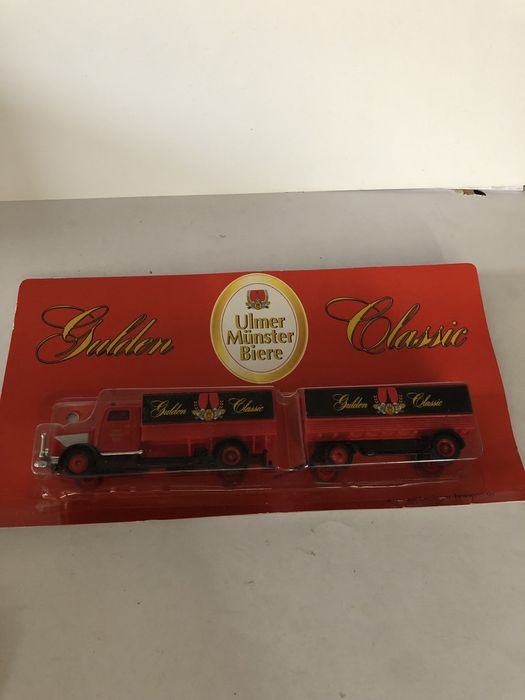 Gulden
Ulmer
Münster
Biere
Classic
Gulden Classic
Gulden Classic